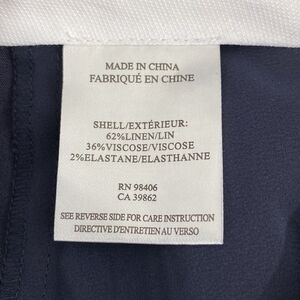 MADE IN CHINA
FABRIQUÉ EN CHINE
SHELL/EXTÉRIEUR:
62%LINEN/LIN
36%VISCOSE/VISCOSE
2%ELASTANE/ELASTHANNE
RN 98406
CA 39862
SEE REVERSE SIDE FOR CARE INSTRUCTION
DIRECTIVE D'ENTRETIEN AU VERSO